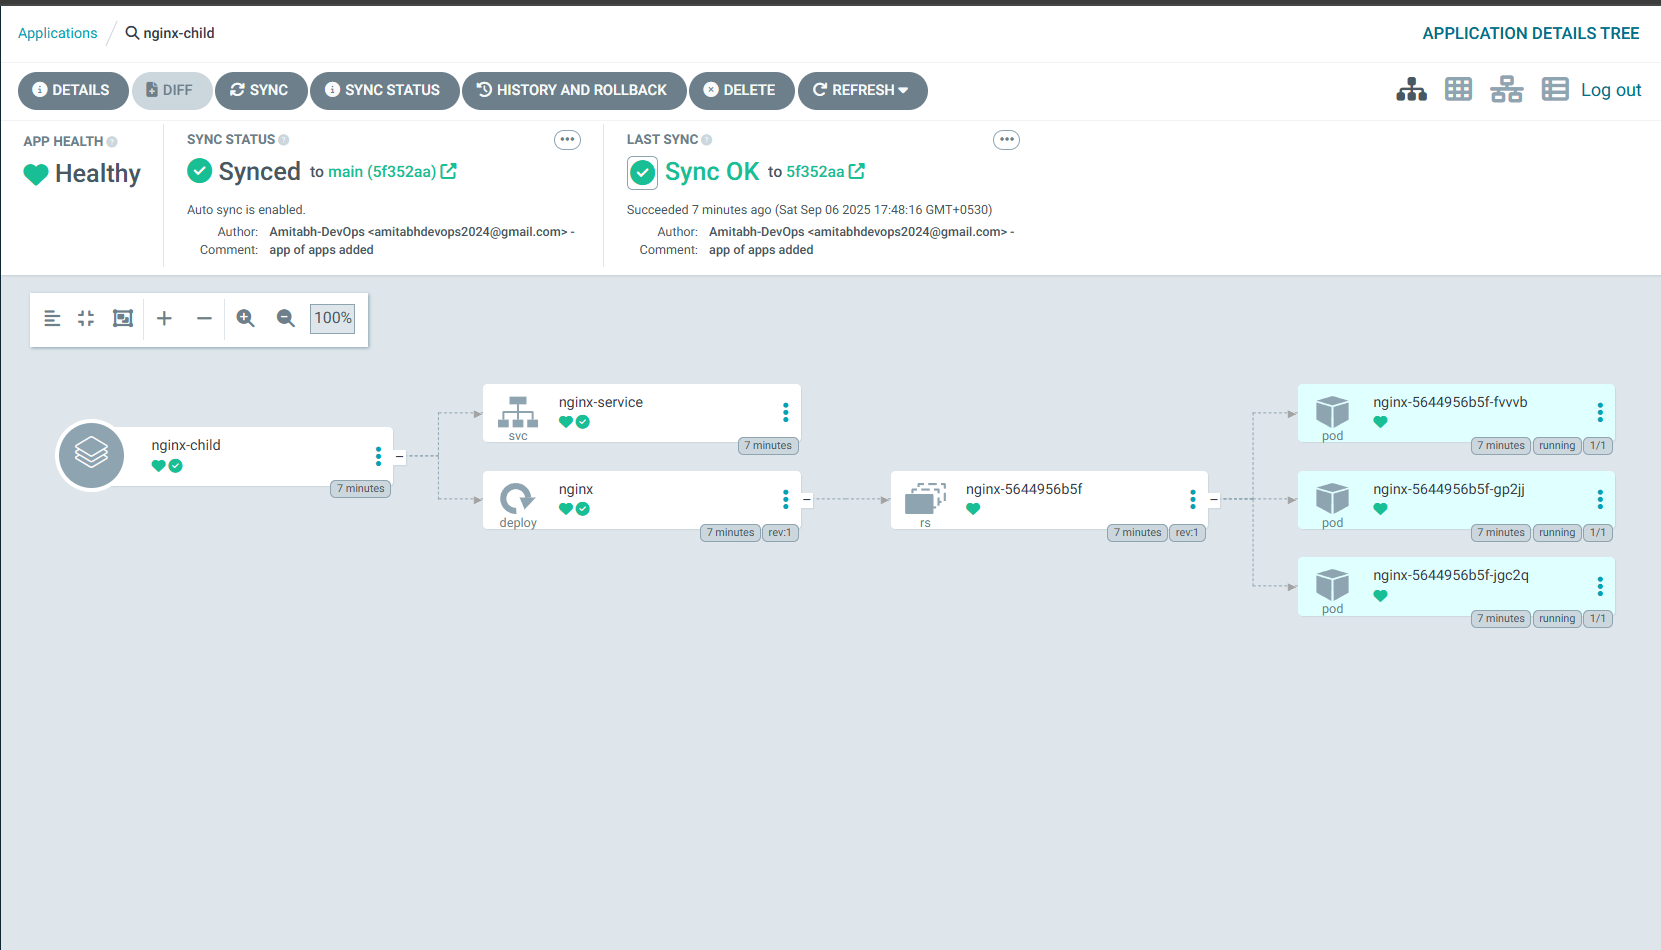 Applications / nginx-child
APPLICATION DETAILS TREE
DETAILS DIFF SYNC SYNC STATUS HISTORY AND ROLLBACK DELETE REFRESH
Log out
APP HEALTH
Healthy
SYNC STATUS
Synced to main (5f352aa)
Auto sync is enabled.
Author: Amitabh-DevOps <amitabhdevops2024@gmail.com> -
Comment: app of apps added
LAST SYNC
Sync OK to 5f352aa
Succeeded 7 minutes ago (Sat Sep 06 2025 17:48:16 GMT+0530)
Author: Amitabh-DevOps <amitabhdevops2024@gmail.com> -
Comment: app of apps added
100%
nginx-child
7 minutes
nginx-service
svc
7 minutes
nginx
deploy
7 minutes rev:1
nginx-5644956b5f
rs
7 minutes rev:1
nginx-5644956b5f-fvvvb
pod
7 minutes running 1/1
nginx-5644956b5f-gp2jj
pod
7 minutes running 1/1
nginx-5644956b5f-jgc2q
pod
7 minutes running 1/1